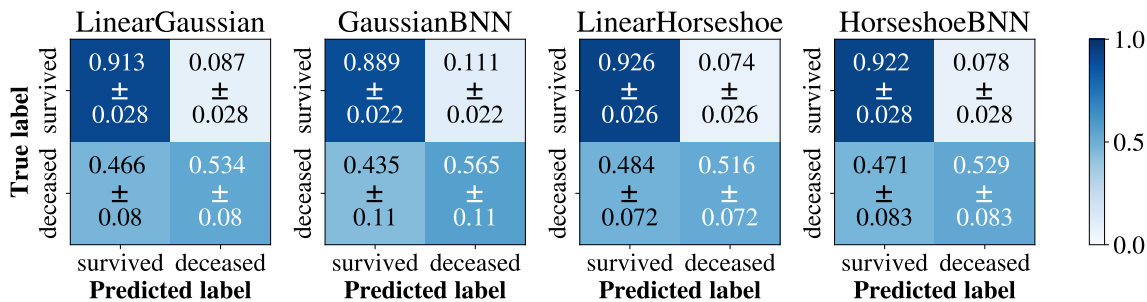 LinearGaussian
GaussianBNN
LinearHorseshoe
HorseshoeBNN
True label
survived
deceased
0.913
±
0.028
0.087
±
0.028
0.466
±
0.08
0.534
±
0.08
survived
deceased
Predicted label
survived
deceased
0.889
±
0.022
0.111
±
0.022
0.435
±
0.11
0.565
±
0.11
survived
deceased
Predicted label
survived
deceased
0.926
±
0.026
0.074
±
0.026
0.484
±
0.072
0.516
±
0.072
survived
deceased
Predicted label
survived
deceased
0.922
±
0.028
0.078
±
0.028
0.471
±
0.083
0.529
±
0.083
survived
deceased
Predicted label
1.0
0.5
0.0